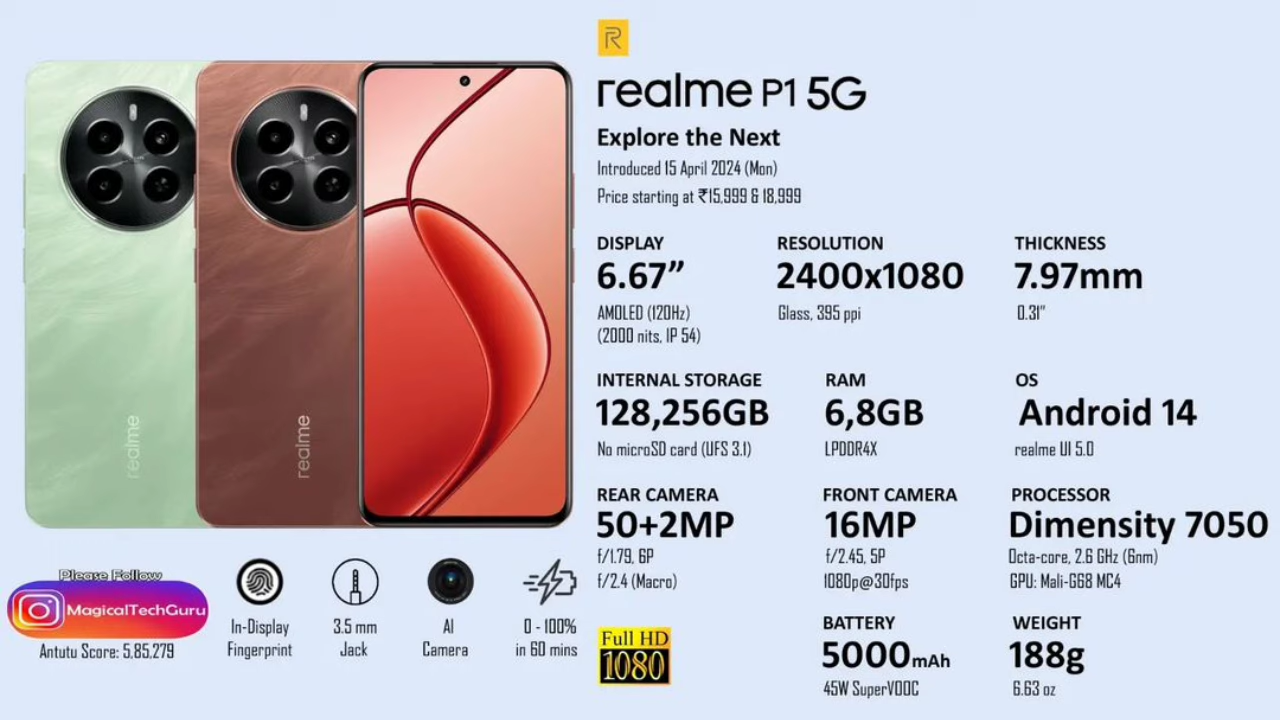 realme P1 5G
Explore the Next
Introduced 15 April 2024 (Mon)
Price starting at ₹15,999 & 18,999
DISPLAY
6.67”
AMOLED (120Hz)
(2000 nits, IP 54)
RESOLUTION
2400x1080
Glass, 395 ppi
THICKNESS
7.97mm
0.31”
INTERNAL STORAGE
128,256GB
No microSD card (UFS 3.1)
RAM
6,8GB
LPDDR4X
OS
Android 14
realme UI 5.0
REAR CAMERA
50+2MP
f/1.79, 6P
f/2.4 (Macro)
FRONT CAMERA
16MP
f/2.45, 5P
1080p@30fps
PROCESSOR
Dimensity 7050
Octa-core, 2.6 GHz (6nm)
GPU: Mali-G68 MC4
Full HD
1080
BATTERY
5000mAh
45W SuperVOOC
WEIGHT
188g
6.63 oz
realme
realme
Please Follow
MagicalTechGuru
Antutu Score: 5,85,279
In-Display
Fingerprint
3.5 mm
Jack
AI
Camera
0 - 100%
in 60 mins